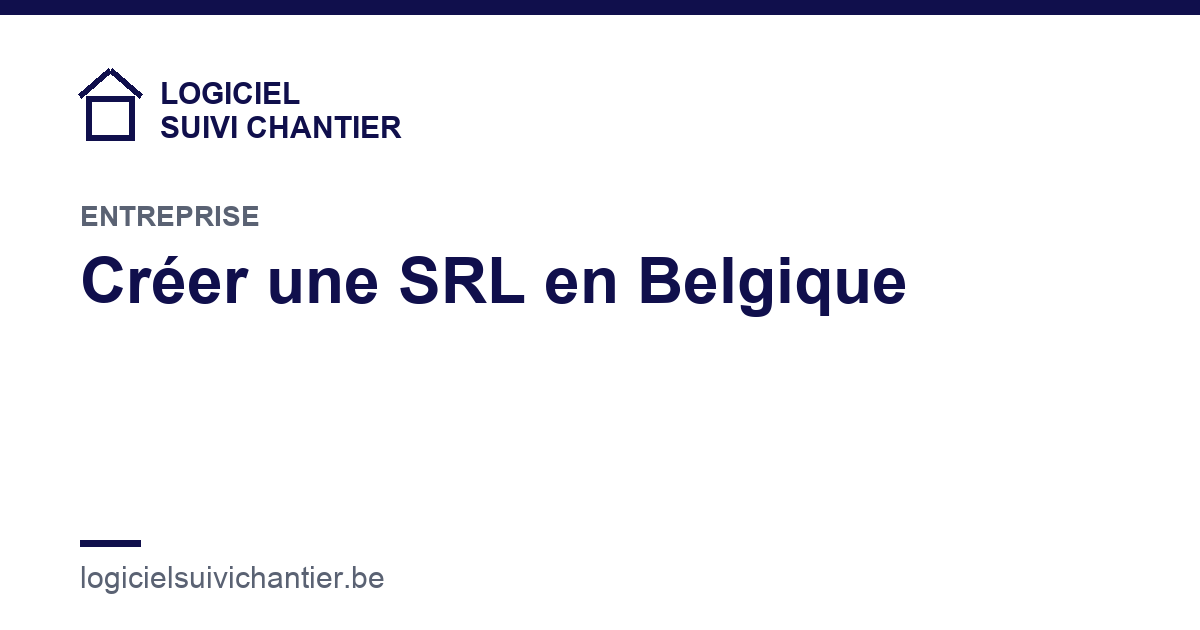 LOGICIEL
SUIVI CHANTIER
ENTREPRISE
Créer une SRL en Belgique
logicielsuivichantier.be